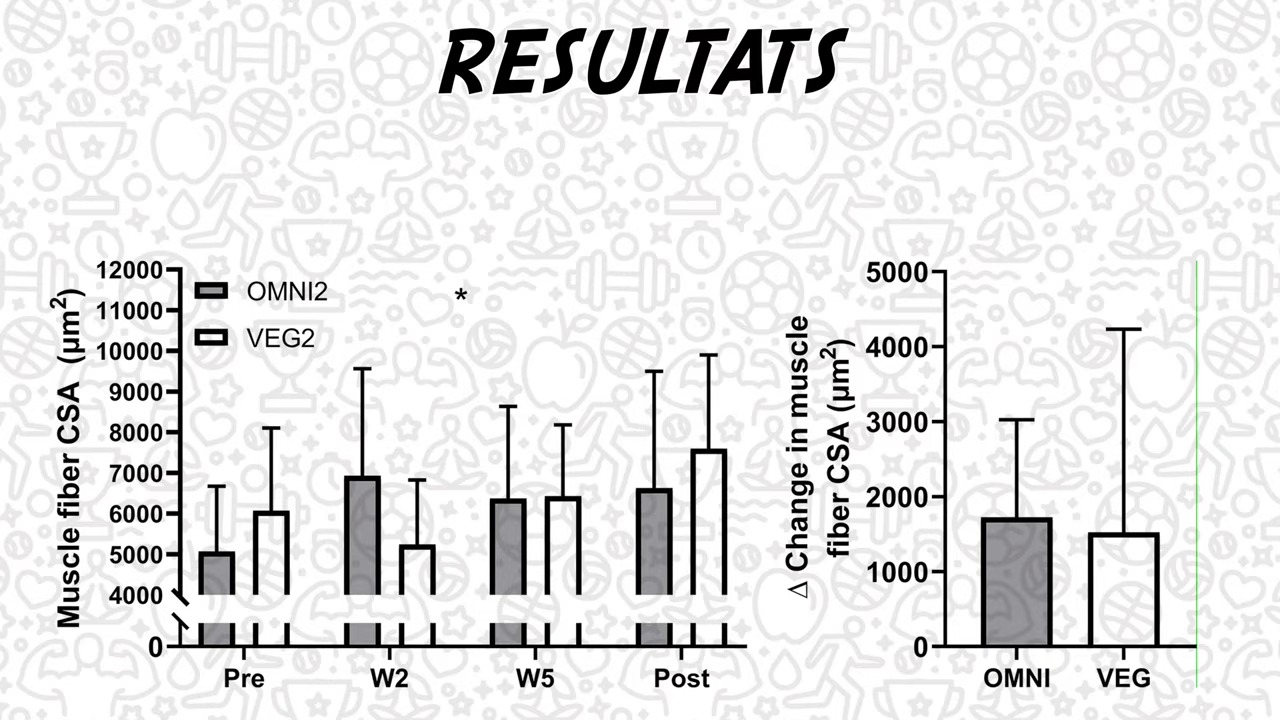 RESULTATS
Muscle fiber CSA (µm²)
12000
11000
10000
9000
8000
7000
6000
5000
4000
0
OMNI2
VEG2
*
Pre W2 W5 Post
Δ Change in muscle
fiber CSA (µm²)
5000
4000
3000
2000
1000
0
OMNI VEG